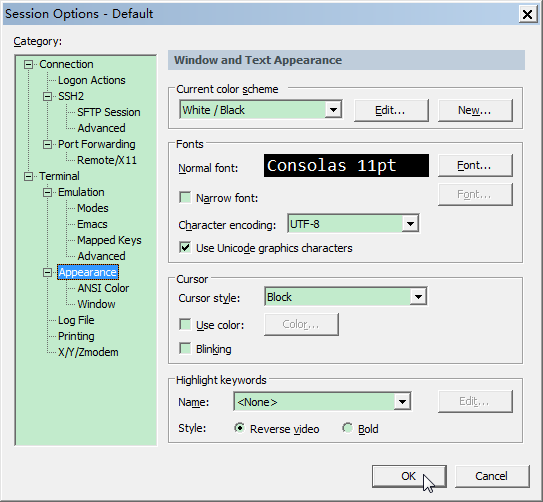 Session Options - Default
Category:
Connection
Logon Actions
SSH2
SFTP Session
Advanced
Port Forwarding
Remote/X11
Terminal
Emulation
Modes
Emacs
Mapped Keys
Advanced
Appearance
ANSI Color
Window
Log File
Printing
X/Y/Zmodem
Window and Text Appearance
Current color scheme
White / Black
Edit...
New...
Fonts
Normal font:
Consolas 11pt
Font...
Narrow font:
Font...
Character encoding:
UTF-8
Use Unicode graphics characters
Cursor
Cursor style:
Block
Use color:
Color...
Blinking
Highlight keywords
Name:
<None>
Edit...
Style:
Reverse video
Bold
OK
Cancel